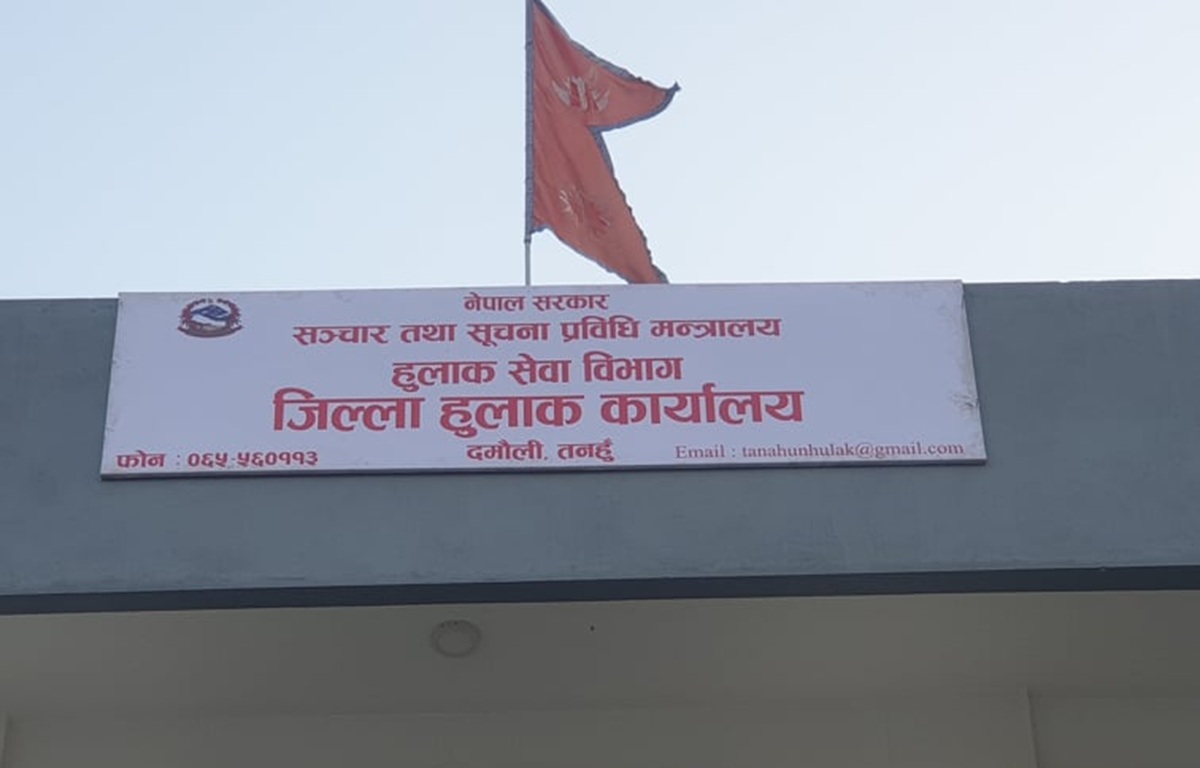 नेपाल सरकार
सञ्चार तथा सूचना प्रविधि मन्त्रालय
हुलाक सेवा विभाग
जिल्ला हुलाक कार्यालय
दमौली, तनहुँ
फोन : ०६५-५६०११३
Email : tanahunhulak@gmail.com